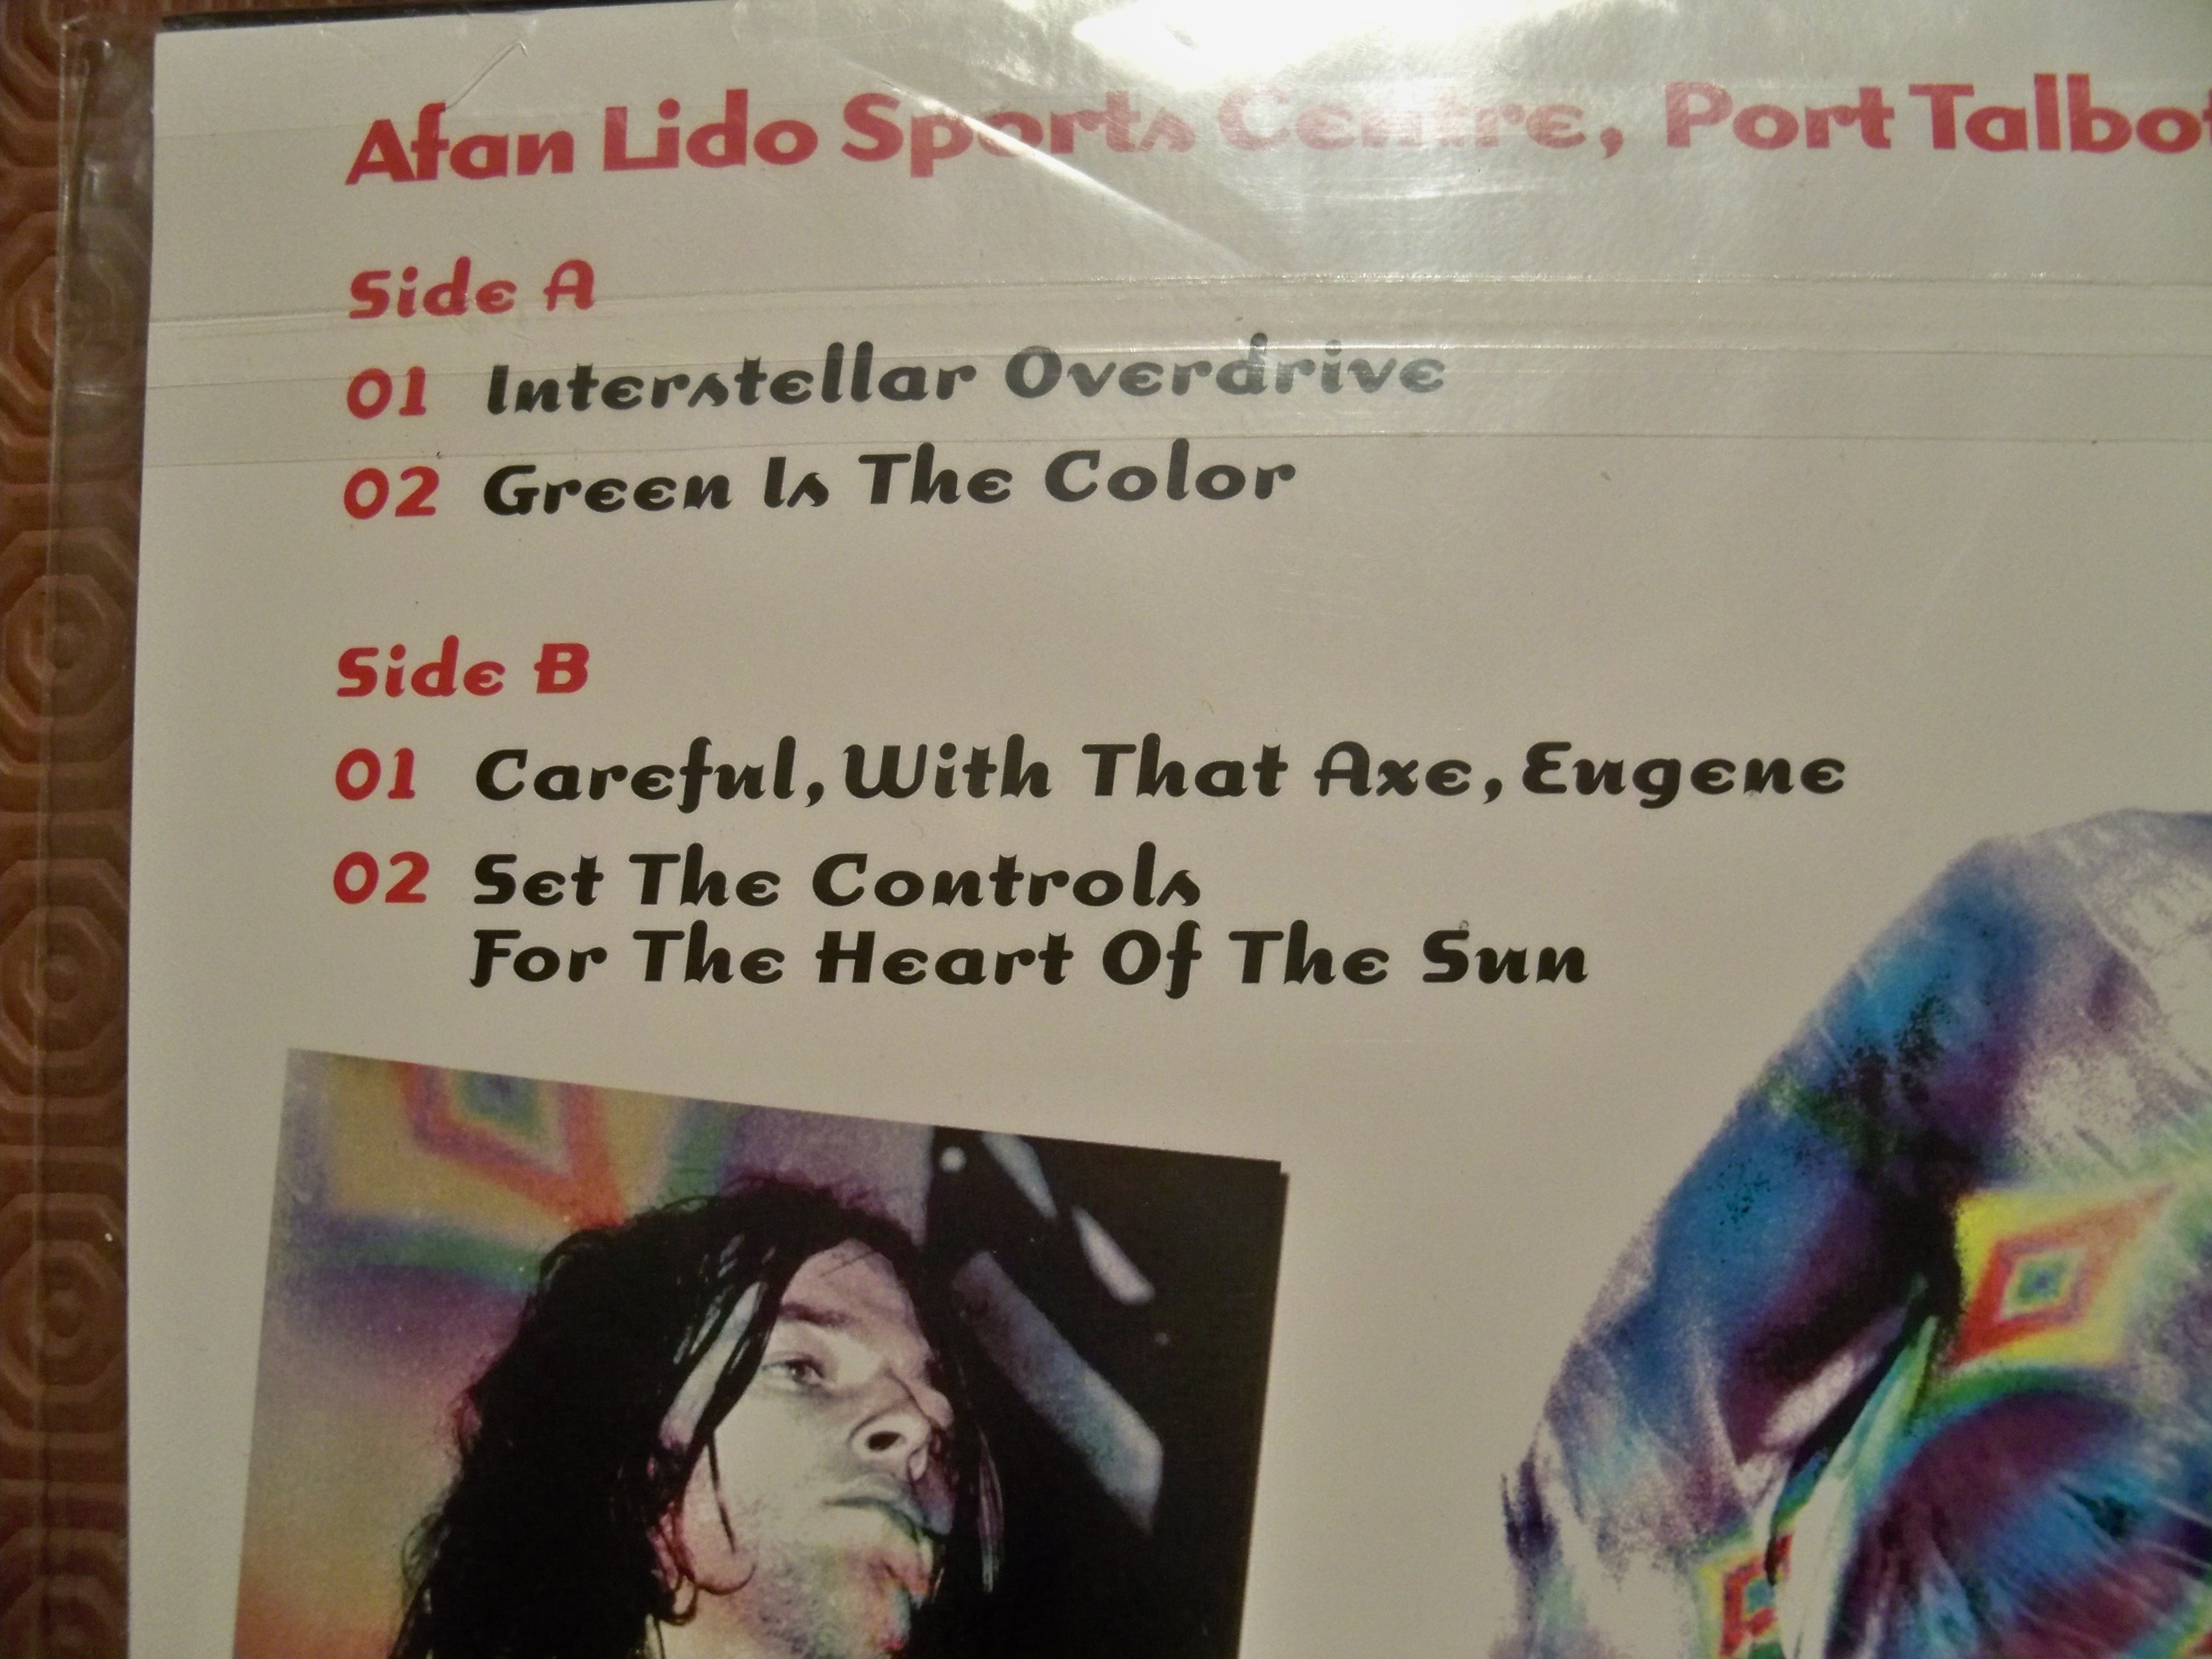 Afan Lido Sports Centre, Port Talbot
Side A
01 Interstellar Overdrive
02 Green Is The Color
Side B
01 Careful, With That Axe, Eugene
02 Set The Controls
For The Heart Of The Sun